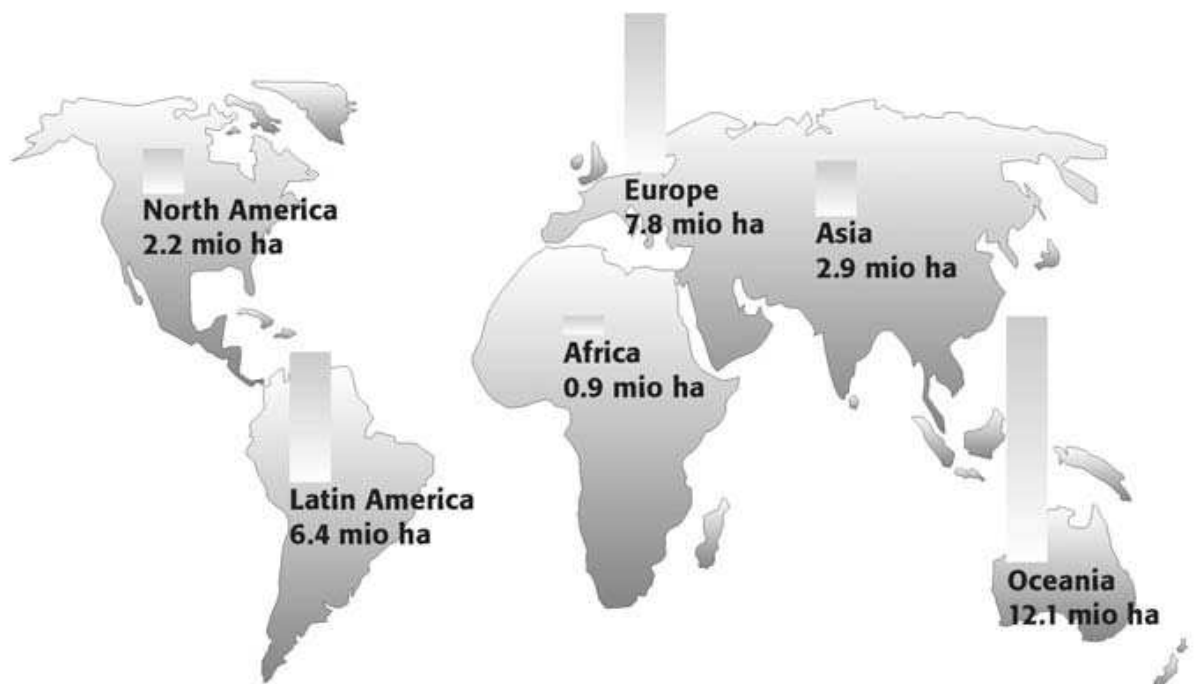 North America
2.2 mio ha
Europe
7.8 mio ha
Asia
2.9 mio ha
Africa
0.9 mio ha
Latin America
6.4 mio ha
Oceania
12.1 mio ha